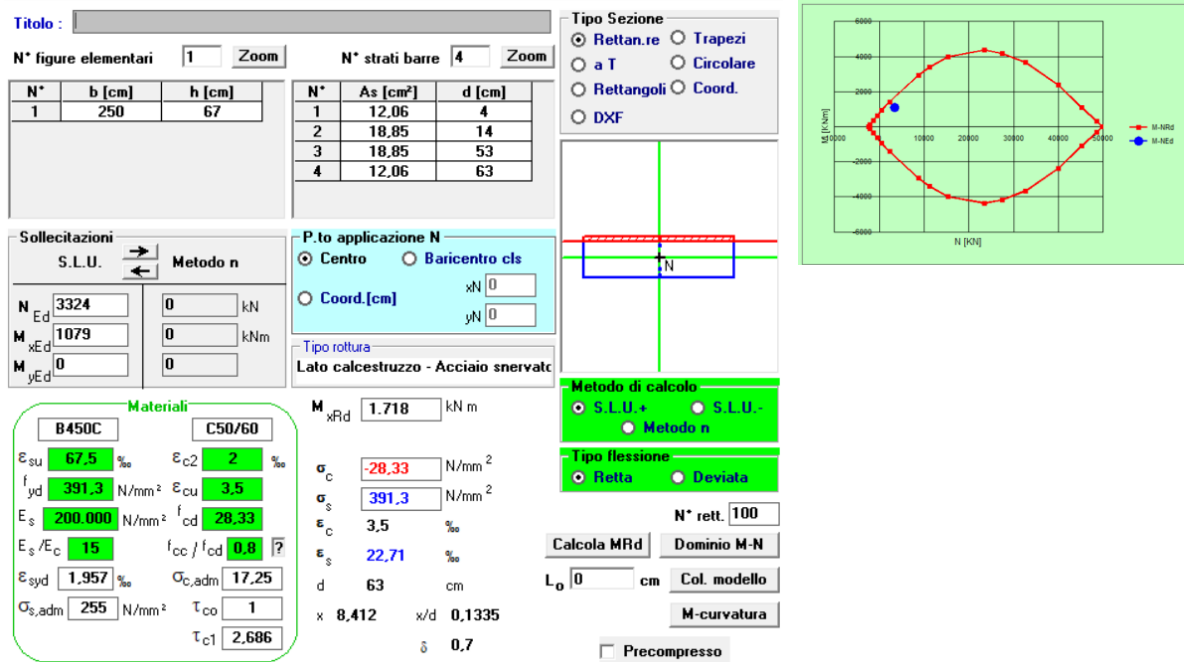 Titolo :
N° figure elementari 1 Zoom
N° strati barre 4 Zoom
N° b [cm] h [cm]
1 250 67
N° As [cm²] d [cm]
1 12,06 4
2 18,85 14
3 18,85 53
4 12,06 63
Tipo Sezione
Rettan.re Trapezi
a T Circolare
Rettangoli Coord.
DXF
Sollecitazioni
S.L.U. Metodo n
N Ed 3324 0 kN
M xEd 1079 0 kNm
M yEd 0 0
P.to applicazione N
Centro Baricentro cls
Coord.[cm] xN 0
yN 0
Tipo rottura
Lato calcestruzzo - Acciaio snervato
N
Materiali
B450C C50/60
εsu 67,5 ‰ εc2 2 ‰
fyd 391,3 N/mm² εcu 3,5
Es 200.000 N/mm² fcd 28,33
Es/Ec 15 fcc / fcd 0,8 ?
εsyd 1,957 ‰ σc,adm 17,25
σs,adm 255 N/mm² τco 1
τc1 2,686
M xRd 1.718 kN m
σc -28,33 N/mm²
σs 391,3 N/mm²
εc 3,5 ‰
εs 22,71 ‰
d 63 cm
x 8,412 x/d 0,1335
δ 0,7
Metodo di calcolo
S.L.U.+ S.L.U.-
Metodo n
Tipo flessione
Retta Deviata
N° rett. 100
Calcola MRd Dominio M-N
Lo 0 cm Col. modello
M-curvatura
Precompresso
6000
4000
2000
10000 0 10000 20000 30000 40000 50000
-2000
-4000
-6000
M [KN/m]
N [KN]
M-NRd
M-NEd